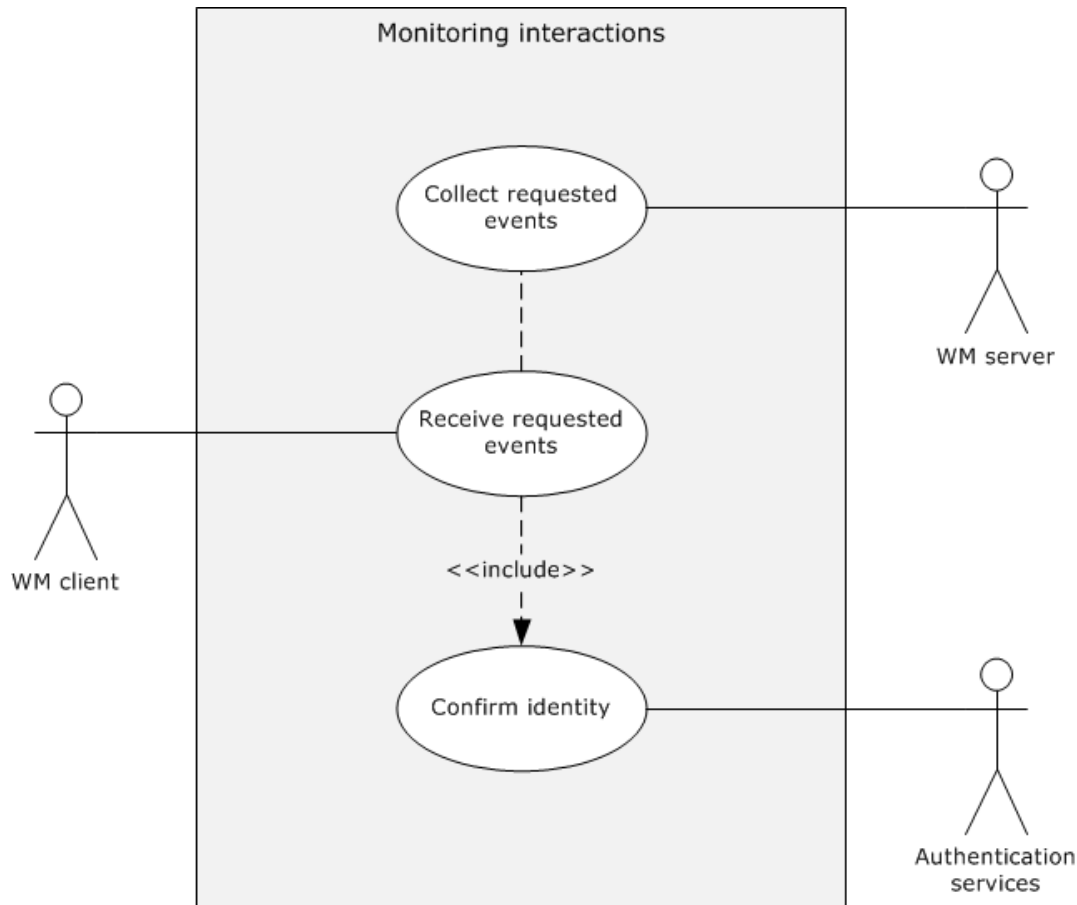 Monitoring interactions
Collect requested
events
WM server
Receive requested
events
WM client
<<include>>
Confirm identity
Authentication
services